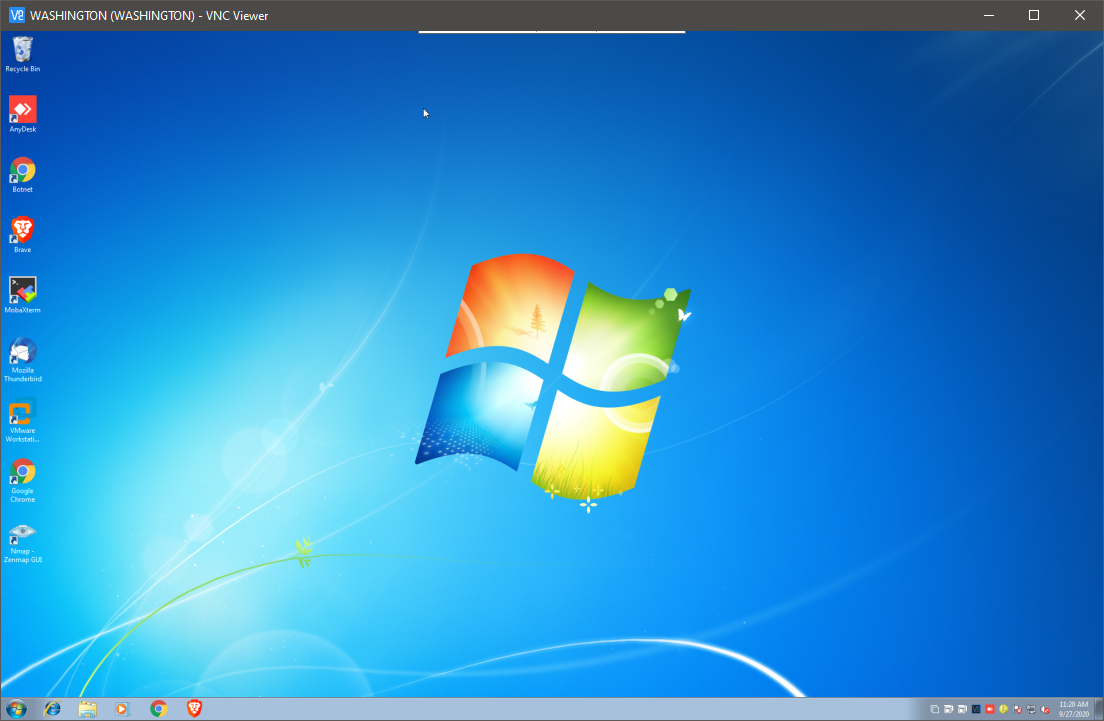 WASHINGTON (WASHINGTON) - VNC Viewer
Recycle Bin
AnyDesk
Botnet
Brave
MobaXterm
Mozilla
Thunderbird
VMware
Workstati...
Google
Chrome
Nmap -
Zenmap GUI
11:20 AM
9/27/2020